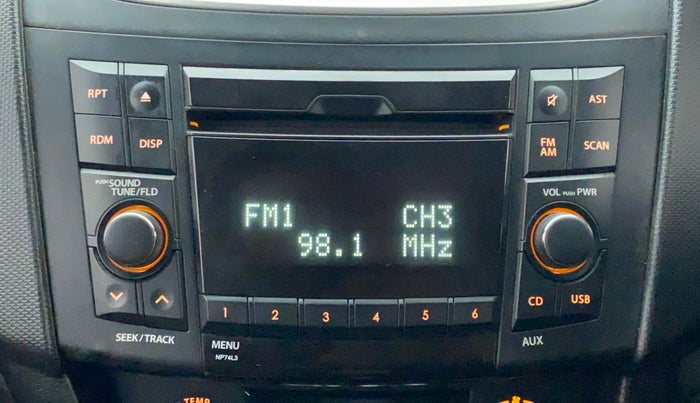 RPT
AST
RDM
DISP
FM
AM
SCAN
PUSH SOUND
TUNE/FLD
VOL PUSH PWR
FM1 CH3
98.1 MHz
1 2 3 4 5 6
CD
USB
SEEK/TRACK
MENU
NP74L3
AUX
TEMP